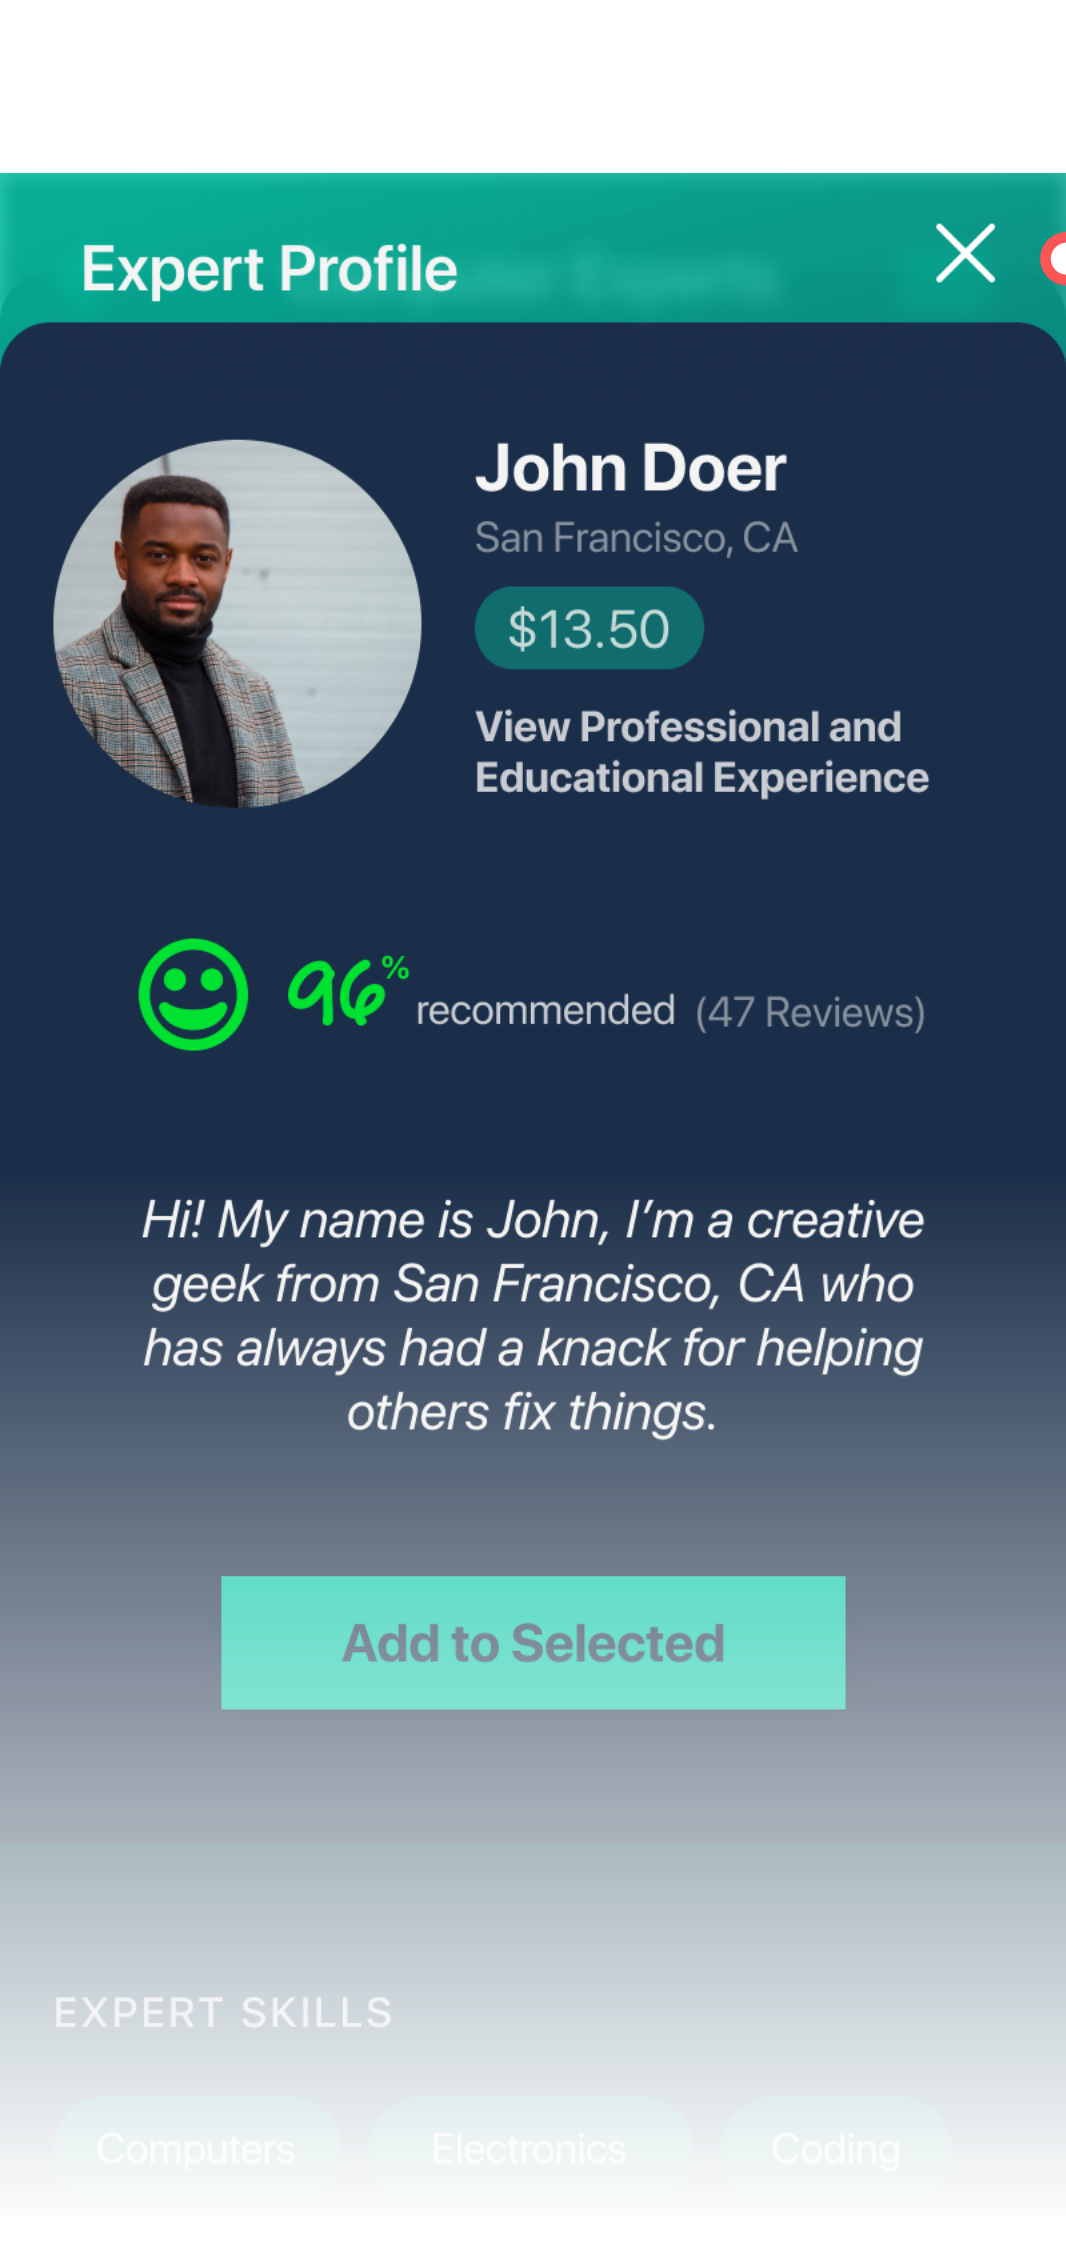 Expert Profile
John Doer
San Francisco, CA
$13.50
View Professional and
Educational Experience
96% recommended (47 Reviews)
Hi! My name is John, I’m a creative
geek from San Francisco, CA who
has always had a knack for helping
others fix things.
Add to Selected
EXPERT SKILLS
Computers Electronics Coding